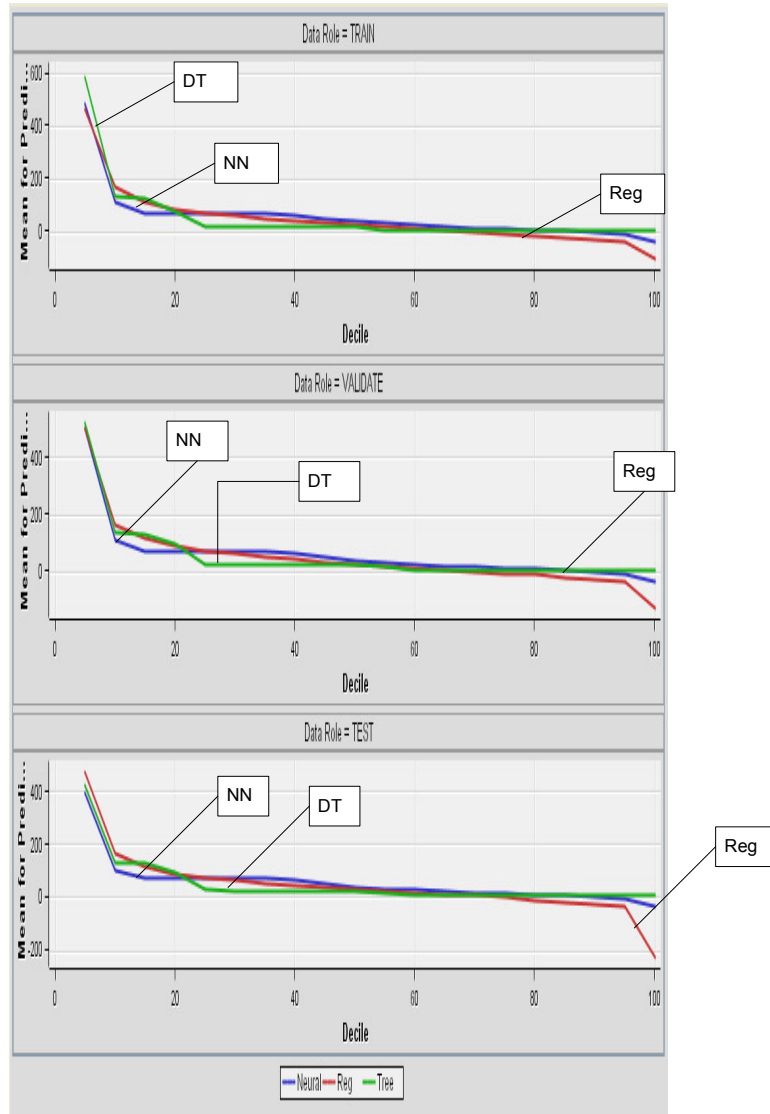 Data Role = TRAIN
Mean for Predi...
600
400
200
0
DT
NN
Reg
0 20 40 60 80 100
Decile
Data Role = VALIDATE
Mean for Predi...
400
200
0
NN
DT
Reg
0 20 40 60 80 100
Decile
Data Role = TEST
Mean for Predi...
400
200
0
-200
NN
DT
Reg
0 20 40 60 80 100
Decile
Neural Reg Tree